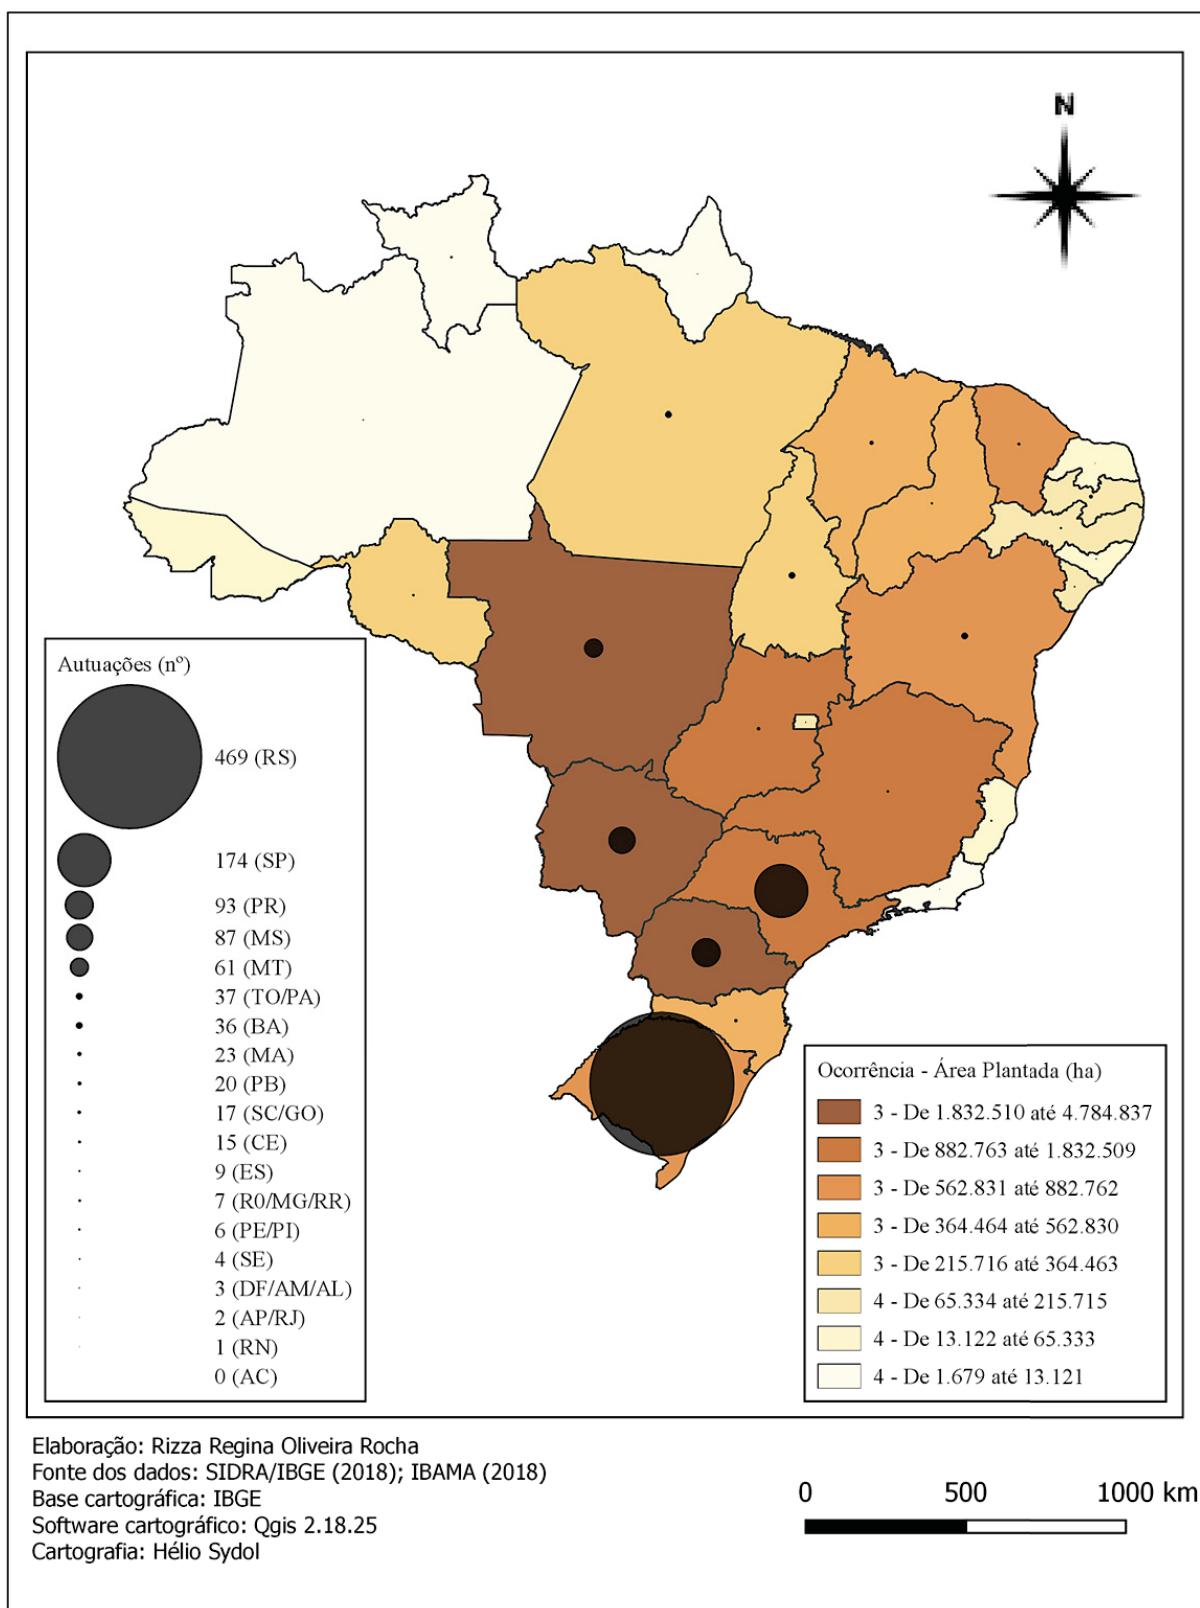 N
Autuações (nº)
469 (RS)
174 (SP)
93 (PR)
87 (MS)
61 (MT)
37 (TO/PA)
36 (BA)
23 (MA)
20 (PB)
17 (SC/GO)
15 (CE)
9 (ES)
7 (R0/MG/RR)
6 (PE/PI)
4 (SE)
3 (DF/AM/AL)
2 (AP/RJ)
1 (RN)
0 (AC)
Ocorrência - Área Plantada (ha)
3 - De 1.832.510 até 4.784.837
3 - De 882.763 até 1.832.509
3 - De 562.831 até 882.762
3 - De 364.464 até 562.830
3 - De 215.716 até 364.463
4 - De 65.334 até 215.715
4 - De 13.122 até 65.333
4 - De 1.679 até 13.121
Elaboração: Rizza Regina Oliveira Rocha
Fonte dos dados: SIDRA/IBGE (2018); IBAMA (2018)
Base cartográfica: IBGE
Software cartográfico: Qgis 2.18.25
Cartografia: Hélio Sydol
0 500 1000 km